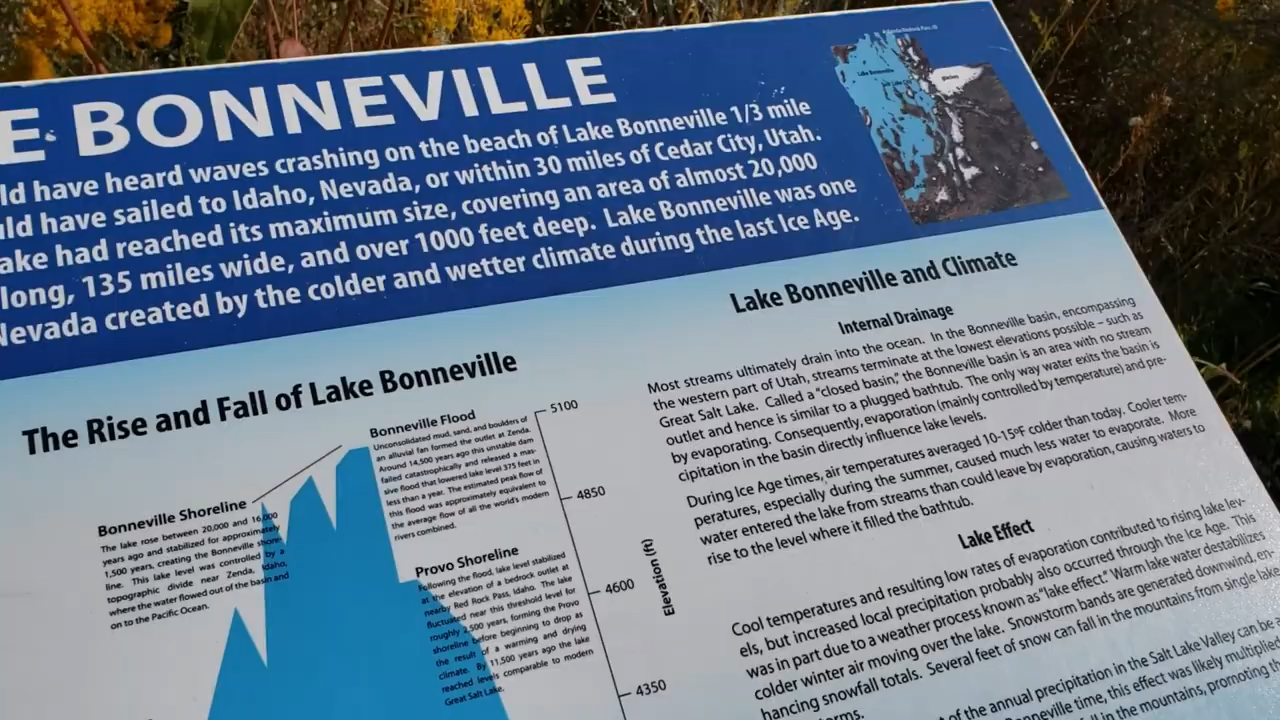 E BONNEVILLE
ld have heard waves crashing on the beach of Lake Bonneville 1/3 mile
uld have sailed to Idaho, Nevada, or within 30 miles of Cedar City, Utah.
ake had reached its maximum size, covering an area of almost 20,000
long, 135 miles wide, and over 1000 feet deep. Lake Bonneville was one
Nevada created by the colder and wetter climate during the last Ice Age.
Lake Bonneville
The Rise and Fall of Lake Bonneville
Bonneville Shoreline
The lake rose between 20,000 and 16,000
years ago and stabilized for approximately
1,500 years, creating the Bonneville shore-
line. This lake level was controlled by a
topographic divide near Zenda, Idaho,
where the water flowed out of the basin and
on to the Pacific Ocean.
Bonneville Flood
Unconsolidated mud, sand, and boulders of
an alluvial fan formed the outlet at Zenda.
Around 14,500 years ago this unstable dam
failed catastrophically and released a mas-
sive flood that lowered lake level 375 feet in
less than a year. The estimated peak flow of
this flood was approximately equivalent to
the average flow of all the world's modern
rivers combined.
Provo Shoreline
Following the flood, lake level stabilized
at the elevation of a bedrock outlet at
nearby Red Rock Pass, Idaho. The lake
fluctuated near this threshold level for
roughly 2,500 years, forming the Provo
shoreline before beginning to drop as
the result of a warming and drying
climate. By 11,500 years ago the lake
reached levels comparable to modern
Great Salt Lake.
5100
4850
4600
4350
Elevation (ft)
Lake Bonneville and Climate
Internal Drainage
Most streams ultimately drain into the ocean. In the Bonneville basin, encompassing
the western part of Utah, streams terminate at the lowest elevations possible – such as
Great Salt Lake. Called a "closed basin," the Bonneville basin is an area with no stream
outlet and hence is similar to a plugged bathtub. The only way water exits the basin is
by evaporating. Consequently, evaporation (mainly controlled by temperature) and pre-
cipitation in the basin directly influence lake levels.
During Ice Age times, air temperatures averaged 10-15ºF colder than today. Cooler tem-
peratures, especially during the summer, caused much less water to evaporate. More
water entered the lake from streams than could leave by evaporation, causing waters to
rise to the level where it filled the bathtub.
Lake Effect
Cool temperatures and resulting low rates of evaporation contributed to rising lake lev-
els, but increased local precipitation probably also occurred through the Ice Age. This
was in part due to a weather process known as "lake effect." Warm lake water destabilizes
colder winter air moving over the lake. Snowstorm bands are generated downwind, en-
hancing snowfall totals. Several feet of snow can fall in the mountains from single lake
orms.
of the annual precipitation in the Salt Lake Valley can be
Bonneville time, this effect was likely multiplied
ll in the mountains, promoting th